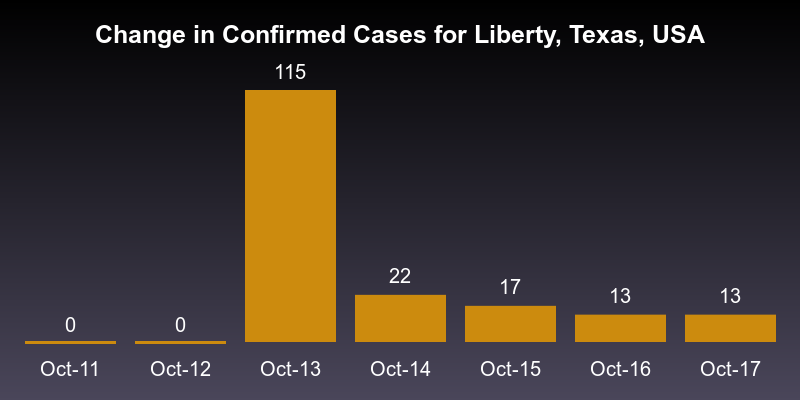 Change in Confirmed Cases for Liberty, Texas, USA
115
22
17
13
13
0
0
Oct-11
Oct-12
Oct-13
Oct-14
Oct-15
Oct-16
Oct-17